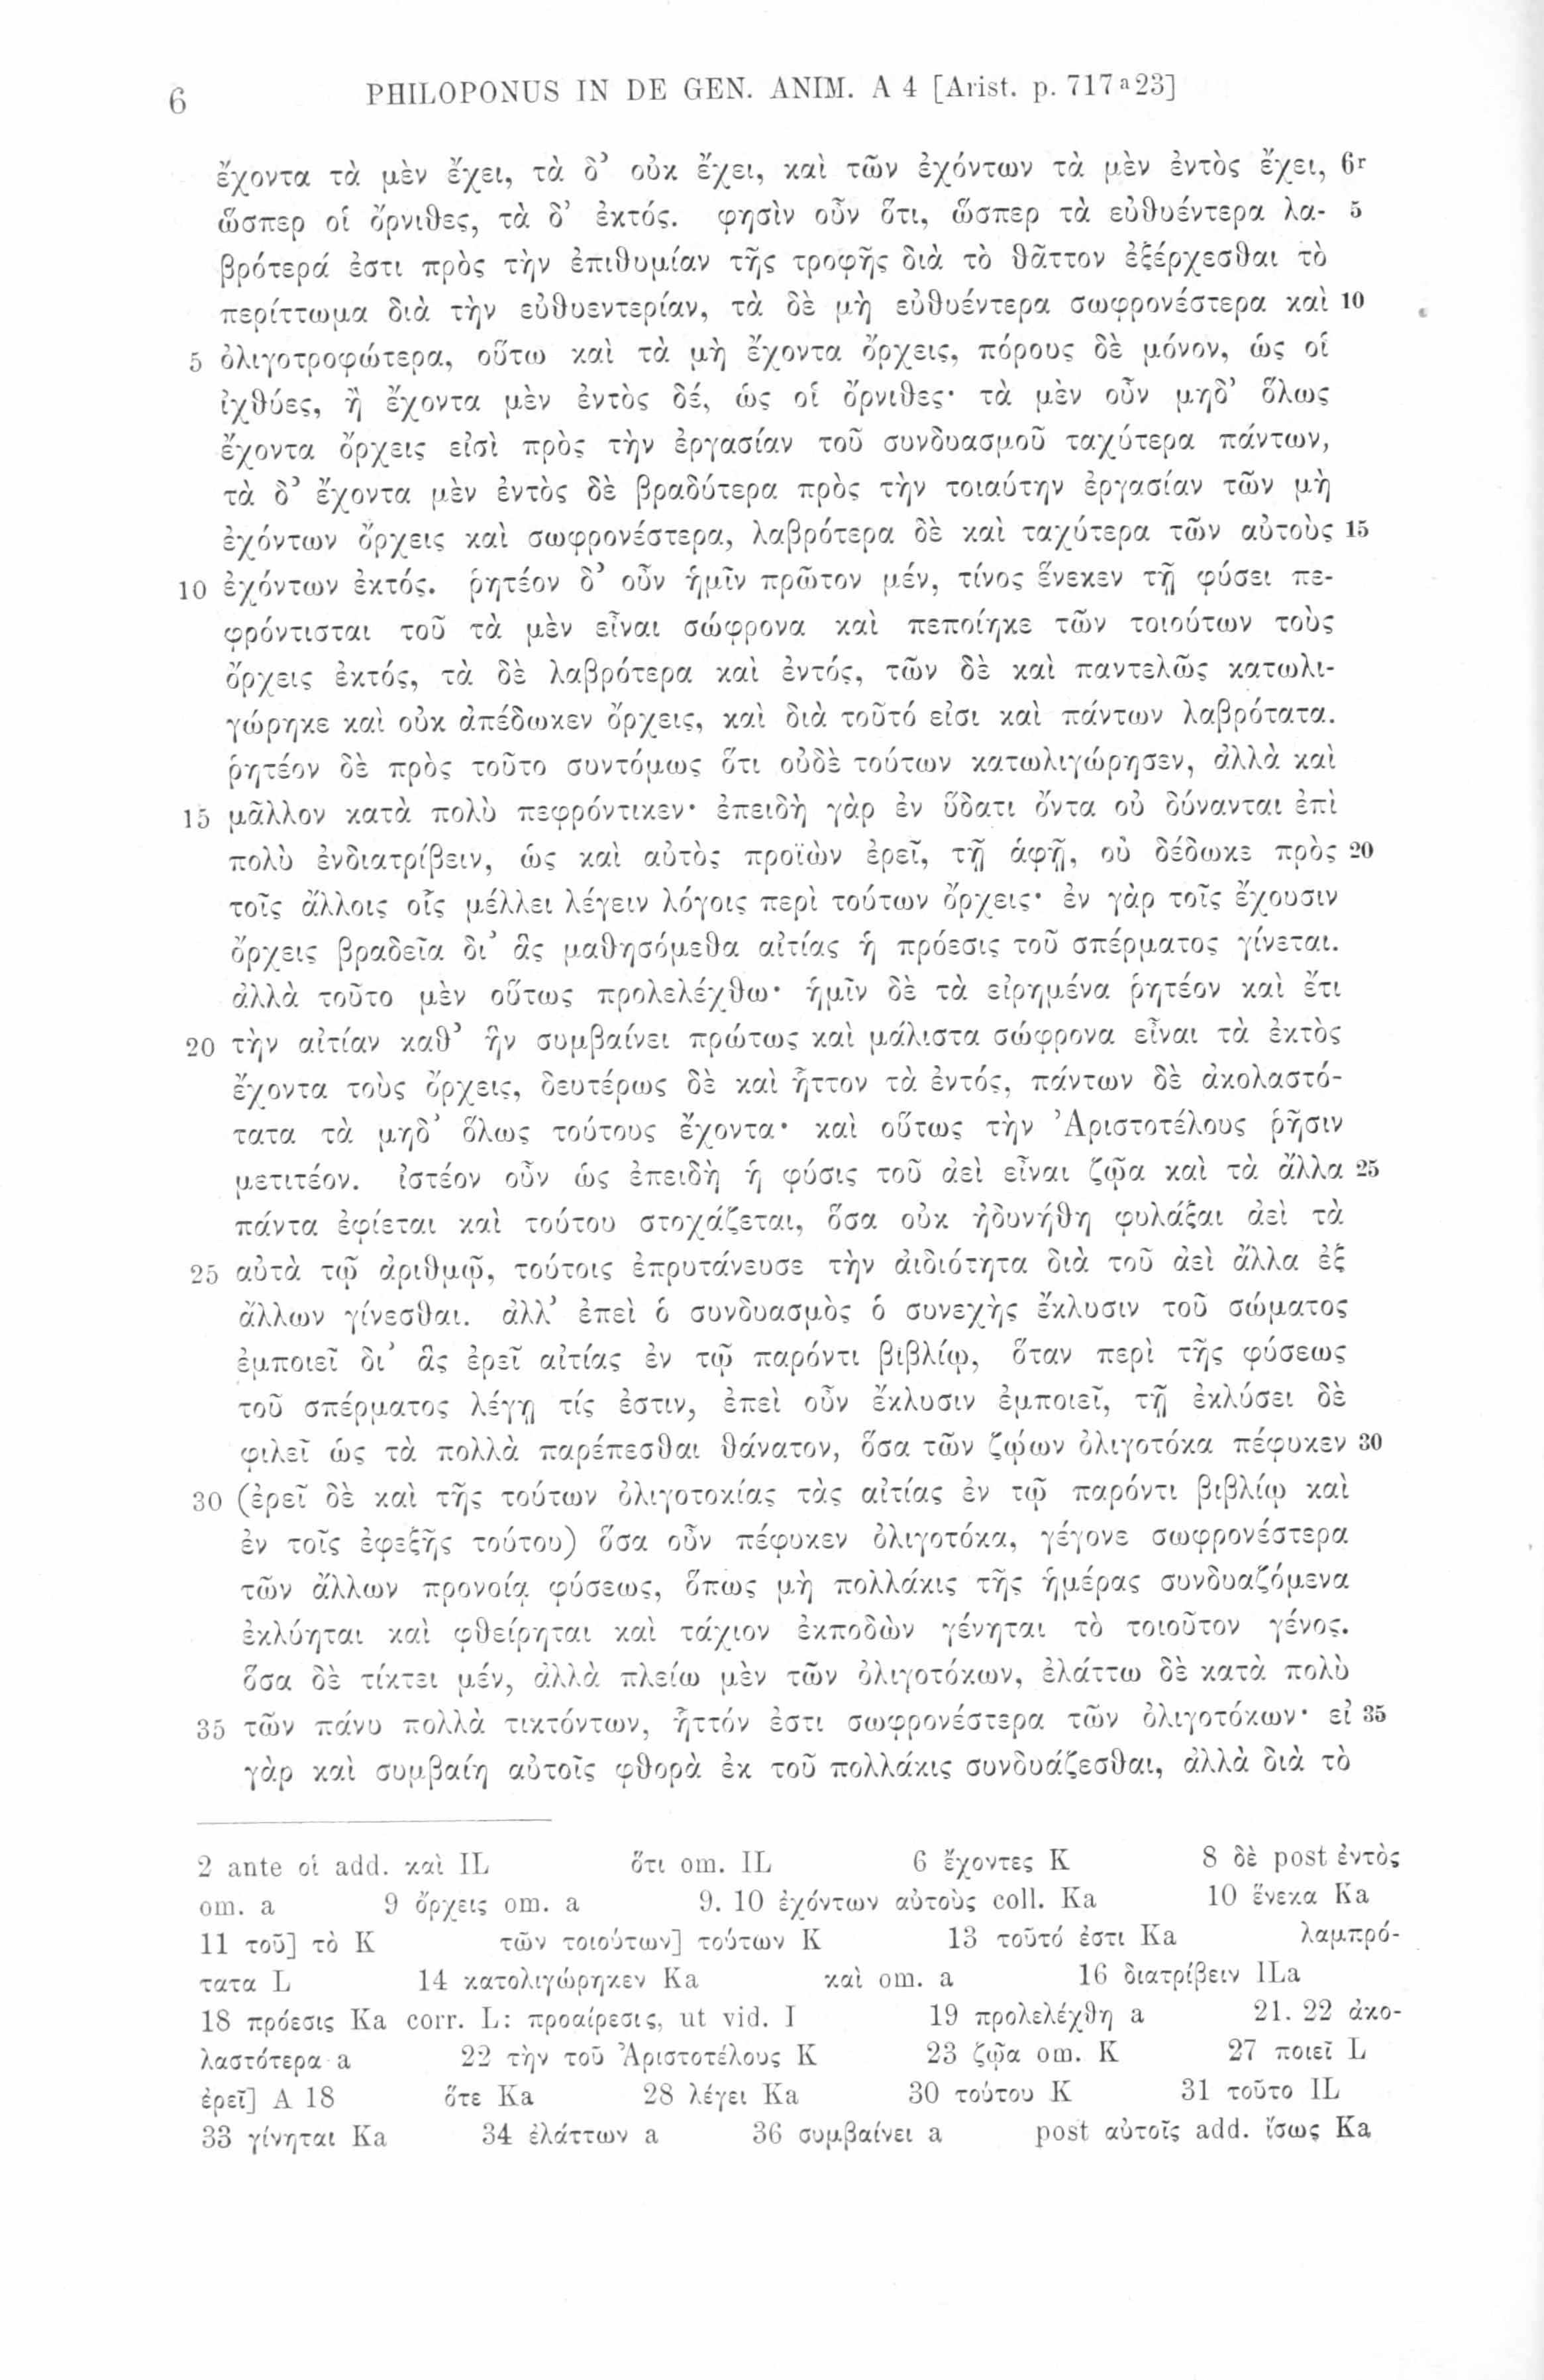 6 PHILOPONUS IN DE GEN. ANIM. A 4 [Arist. p. 717ᵃ23]
ἔχοντα τὰ μὲν ἔχει, τὰ δ’ οὐκ ἔχει, καὶ τῶν ἐχόντων τὰ μὲν ἐντὸς ἔχει, 6ʳ
ὥσπερ οἱ ὄρνιθες, τὰ δ’ ἐκτός. φησὶν οὖν ὅτι, ὥσπερ τὰ εὐθυέντερα λα- 5
βρότερά ἐστι πρὸς τὴν ἐπιθυμίαν τῆς τροφῆς διὰ τὸ θᾶττον ἐξέρχεσθαι τὸ
περίττωμα διὰ τὴν εὐθυεντερίαν, τὰ δὲ μὴ εὐθυέντερα σωφρονέστερα καὶ 10
5 ὀλιγοτροφώτερα, οὕτω καὶ τὰ μὴ ἔχοντα ὄρχεις, πόρους δὲ μόνον, ὡς οἱ
ἰχθύες, ἢ ἔχοντα μὲν ἐντὸς δέ, ὡς οἱ ὄρνιθες· τὰ μὲν οὖν μηδ’ ὅλως
ἔχοντα ὄρχεις εἰσὶ πρὸς τὴν ἐργασίαν τοῦ συνδυασμοῦ ταχύτερα πάντων,
τὰ δ’ ἔχοντα μὲν ἐντὸς δὲ βραδύτερα πρὸς τὴν τοιαύτην ἐργασίαν τῶν μὴ
ἐχόντων ὄρχεις καὶ σωφρονέστερα, λαβρότερα δὲ καὶ ταχύτερα τῶν αὐτοὺς 15
10 ἐχόντων ἐκτός. ῥητέον δ’ οὖν ἡμῖν πρῶτον μέν, τίνος ἕνεκεν τῇ φύσει πε-
φρόντισται τοῦ τὰ μὲν εἶναι σώφρονα καὶ πεποίηκε τῶν τοιούτων τοὺς
ὄρχεις ἐκτός, τὰ δὲ λαβρότερα καὶ ἐντός, τῶν δὲ καὶ παντελῶς κατωλι-
γώρηκε καὶ οὐκ ἀπέδωκεν ὄρχεις, καὶ διὰ τοῦτό εἰσι καὶ πάντων λαβρότατα.
ῥητέον δὲ πρὸς τοῦτο συντόμως ὅτι οὐδὲ τούτων κατωλιγώρησεν, ἀλλὰ καὶ
15 μᾶλλον κατὰ πολὺ πεφρόντικεν· ἐπειδὴ γὰρ ἐν ὕδατι ὄντα οὐ δύνανται ἐπὶ
πολὺ ἐνδιατρίβειν, ὡς καὶ αὐτὸς προϊὼν ἐρεῖ, τῇ ἁφῇ, οὐ δέδωκε πρὸς 20
τοῖς ἄλλοις οἷς μέλλει λέγειν λόγοις περὶ τούτων ὄρχεις· ἐν γὰρ τοῖς ἔχουσιν
ὄρχεις βραδεῖα δι’ ἃς μαθησόμεθα αἰτίας ἡ πρόεσις τοῦ σπέρματος γίνεται.
ἀλλὰ τοῦτο μὲν οὕτως προλελέχθω· ἡμῖν δὲ τὰ εἰρημένα ῥητέον καὶ ἔτι
20 τὴν αἰτίαν καθ’ ἣν συμβαίνει πρώτως καὶ μάλιστα σώφρονα εἶναι τὰ ἐκτὸς
ἔχοντα τοὺς ὄρχεις, δευτέρως δὲ καὶ ἧττον τὰ ἐντός, πάντων δὲ ἀκολαστό-
τατα τὰ μηδ’ ὅλως τούτους ἔχοντα· καὶ οὕτως τὴν Ἀριστοτέλους ῥῆσιν
μετιτέον. ἰστέον οὖν ὡς ἐπειδὴ ἡ φύσις τοῦ ἀεὶ εἶναι ζῷα καὶ τὰ ἄλλα 25
πάντα ἐφίεται καὶ τούτου στοχάζεται, ὅσα οὐκ ἠδυνήθη φυλάξαι ἀεὶ τὰ
25 αὐτὰ τῷ ἀριθμῷ, τούτοις ἐπρυτάνευσε τὴν ἀιδιότητα διὰ τοῦ ἀεὶ ἄλλα ἐξ
ἄλλων γίνεσθαι. ἀλλ’ ἐπεὶ ὁ συνδυασμὸς ὁ συνεχὴς ἔκλυσιν τοῦ σώματος
ἐμποιεῖ δι’ ἃς ἐρεῖ αἰτίας ἐν τῷ παρόντι βιβλίῳ, ὅταν περὶ τῆς φύσεως
τοῦ σπέρματος λέγῃ τίς ἐστιν, ἐπεὶ οὖν ἔκλυσιν ἐμποιεῖ, τῇ ἐκλύσει δὲ
φιλεῖ ὡς τὰ πολλὰ παρέπεσθαι θάνατον, ὅσα τῶν ζῴων ὀλιγοτόκα πέφυκεν 30
30 (ἐρεῖ δὲ καὶ τῆς τούτων ὀλιγοτοκίας τὰς αἰτίας ἐν τῷ παρόντι βιβλίῳ καὶ
ἐν τοῖς ἐφεξῆς τούτου) ὅσα οὖν πέφυκεν ὀλιγοτόκα, γέγονε σωφρονέστερα
τῶν ἄλλων προνοίᾳ φύσεως, ὅπως μὴ πολλάκις τῆς ἡμέρας συνδυαζόμενα
ἐκλύηται καὶ φθείρηται καὶ τάχιον ἐκποδὼν γένηται τὸ τοιοῦτον γένος.
ὅσα δὲ τίκτει μέν, ἀλλὰ πλείω μὲν τῶν ὀλιγοτόκων, ἐλάττω δὲ κατὰ πολὺ
35 τῶν πάνυ πολλὰ τικτόντων, ἧττόν ἐστι σωφρονέστερα τῶν ὀλιγοτόκων· εἰ 35
γὰρ καὶ συμβαίη αὐτοῖς φθορὰ ἐκ τοῦ πολλάκις συνδυάζεσθαι, ἀλλὰ διὰ τὸ
2 ante οἱ add. καὶ IL ὅτι om. IL 6 ἔχοντες K 8 δὲ post ἐντὸς
om. a 9 ὄρχεις om. a 9. 10 ἐχόντων αὐτοὺς coll. Ka 10 ἕνεκα Ka
11 τοῦ] τὸ K τῶν τοιούτων] τούτων K 13 τοῦτό ἐστι Ka λαμπρό-
τατα L 14 κατολιγώρηκεν Ka καὶ om. a 16 διατρίβειν ILa
18 πρόεσις Ka corr. L: προαίρεσις, ut vid. I 19 προλελέχθη a 21. 22 ἀκο-
λαστότερα a 22 τὴν τοῦ Ἀριστοτέλους K 23 ζῷα om. K 27 ποιεῖ L
ἐρεῖ] A 18 ὅτε Ka 28 λέγει Ka 30 τούτου K 31 τοῦτο IL
33 γίνηται Ka 34 ἐλάττων a 36 συμβαίνει a post αὐτοῖς add. ἴσως Ka